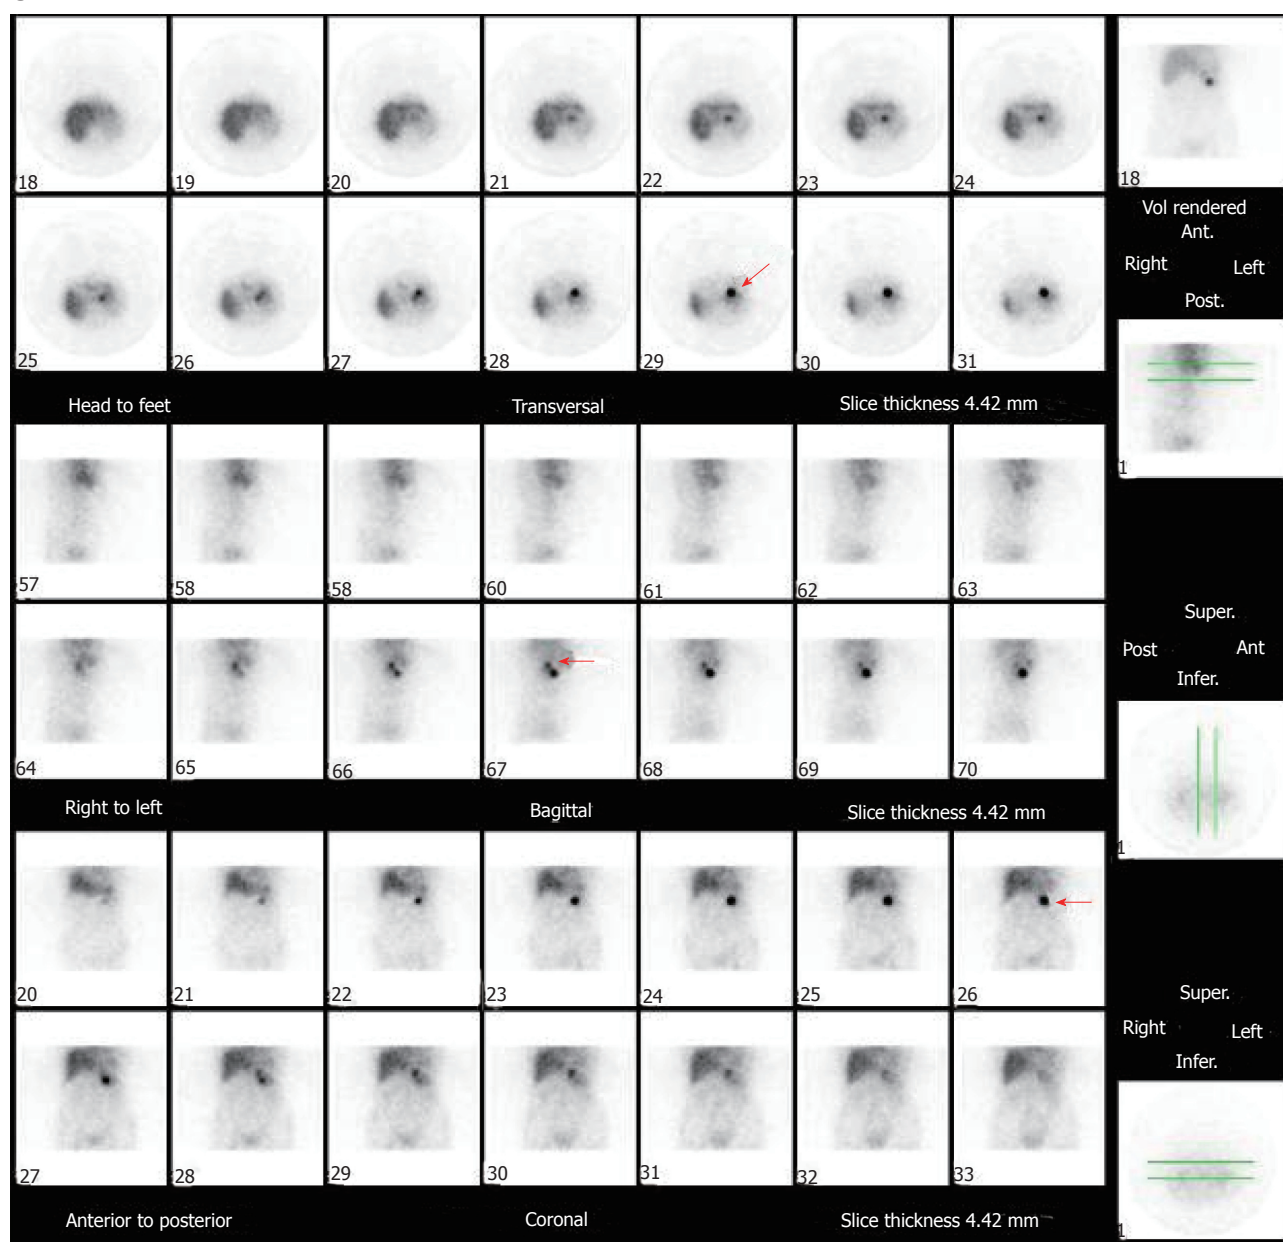 18 19 20 21 22 23 24 18
Vol rendered
Ant.
Right Left
Post.
25 26 27 28 29 30 31
Head to feet Transversal Slice thickness 4.42 mm
1
57 58 58 60 61 62 63
Super.
Post Ant
Infer.
64 65 66 67 68 69 70
Right to left Bagittal Slice thickness 4.42 mm
1
20 21 22 23 24 25 26
Super.
Right Left
Infer.
27 28 29 30 31 32 33
Anterior to posterior Coronal Slice thickness 4.42 mm
1